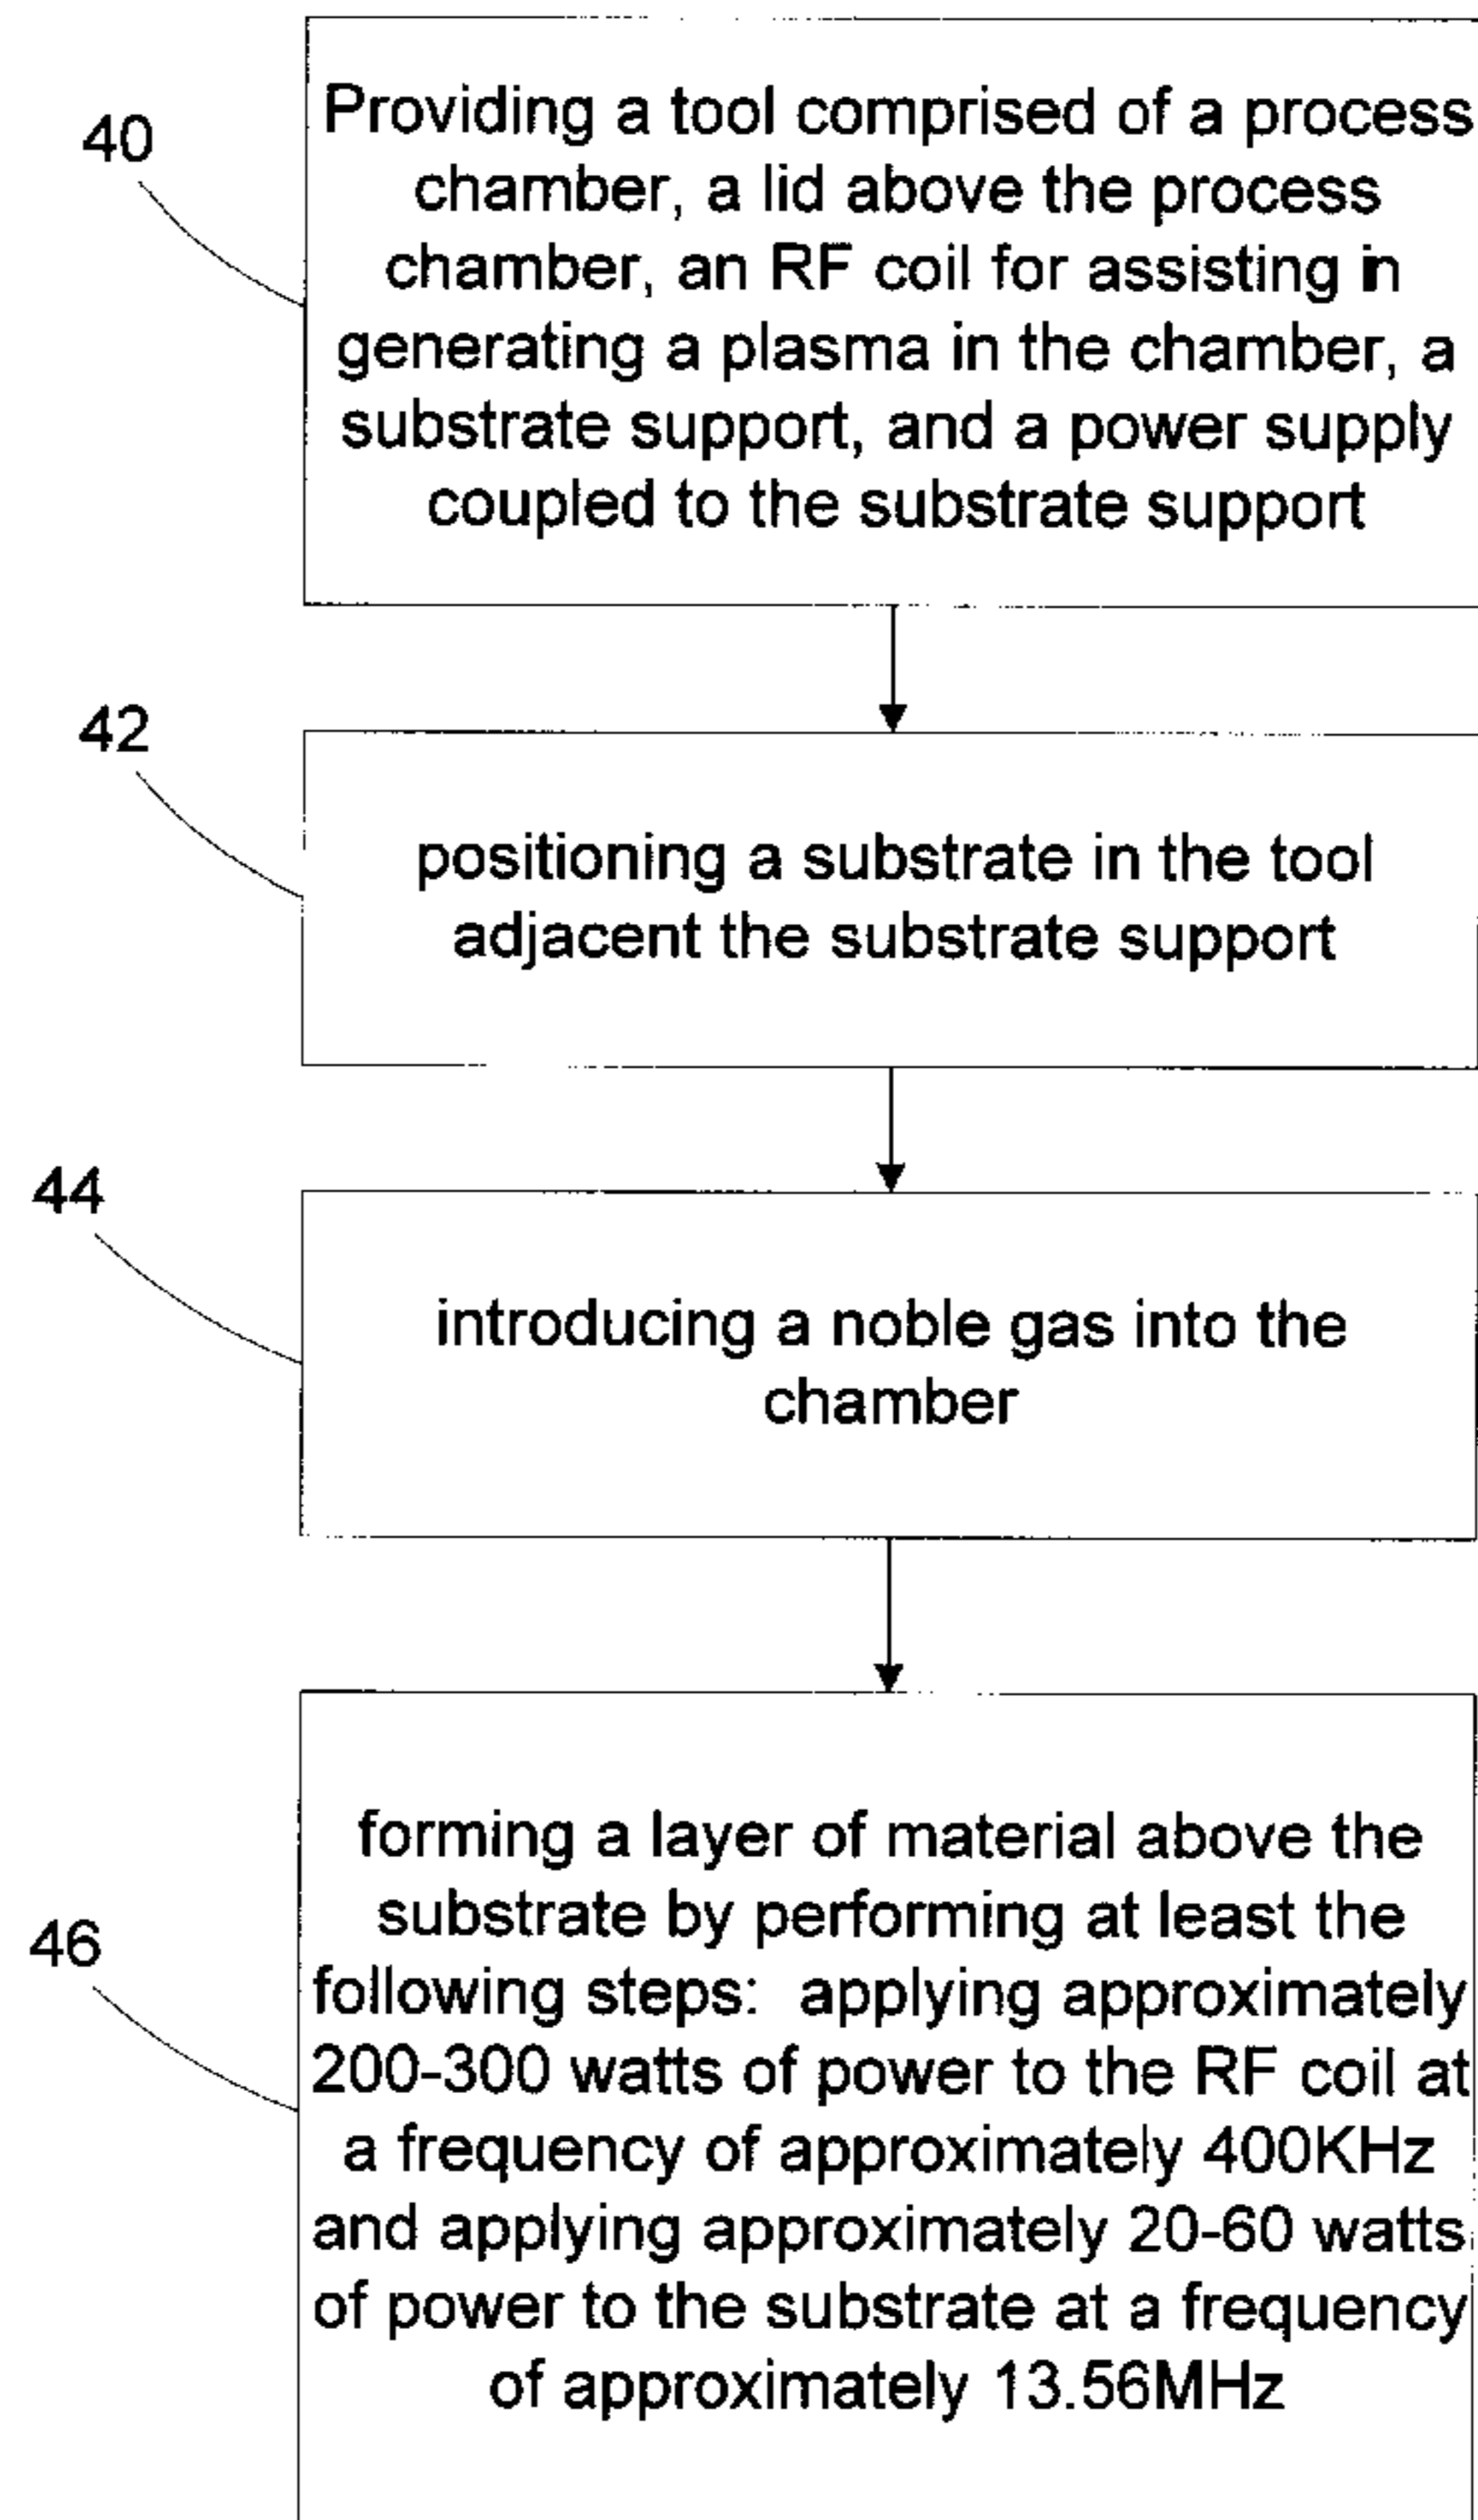 40
Providing a tool comprised of a process
chamber, a lid above the process
chamber, an RF coil for assisting in
generating a plasma in the chamber, a
substrate support, and a power supply
coupled to the substrate support
42
positioning a substrate in the tool
adjacent the substrate support
44
introducing a noble gas into the
chamber
46
forming a layer of material above the
substrate by performing at least the
following steps: applying approximately
200-300 watts of power to the RF coil at
a frequency of approximately 400KHz
and applying approximately 20-60 watts
of power to the substrate at a frequency
of approximately 13.56MHz